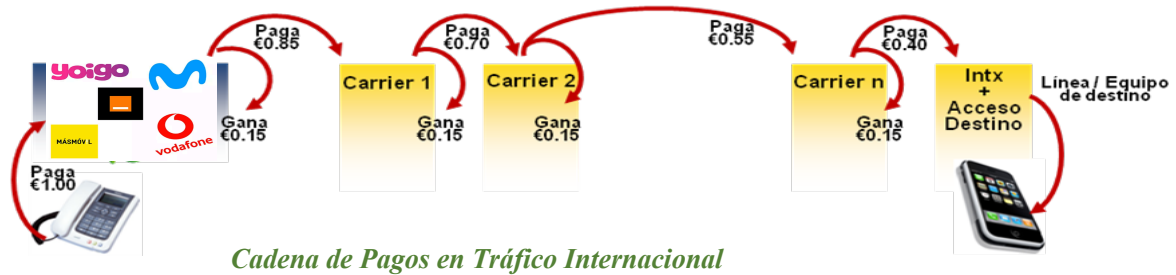 Paga
€0.85
Paga
€0.70
Paga
€0.55
Paga
€0.40
yoigo
MÁSMÓVIL
vodafone
Gana
€0.15
Carrier 1
Gana
€0.15
Carrier 2
Gana
€0.15
Carrier n
Gana
€0.15
Intx
+
Acceso
Destino
Línea / Equipo
de destino
Paga
€1.00
Cadena de Pagos en Tráfico Internacional